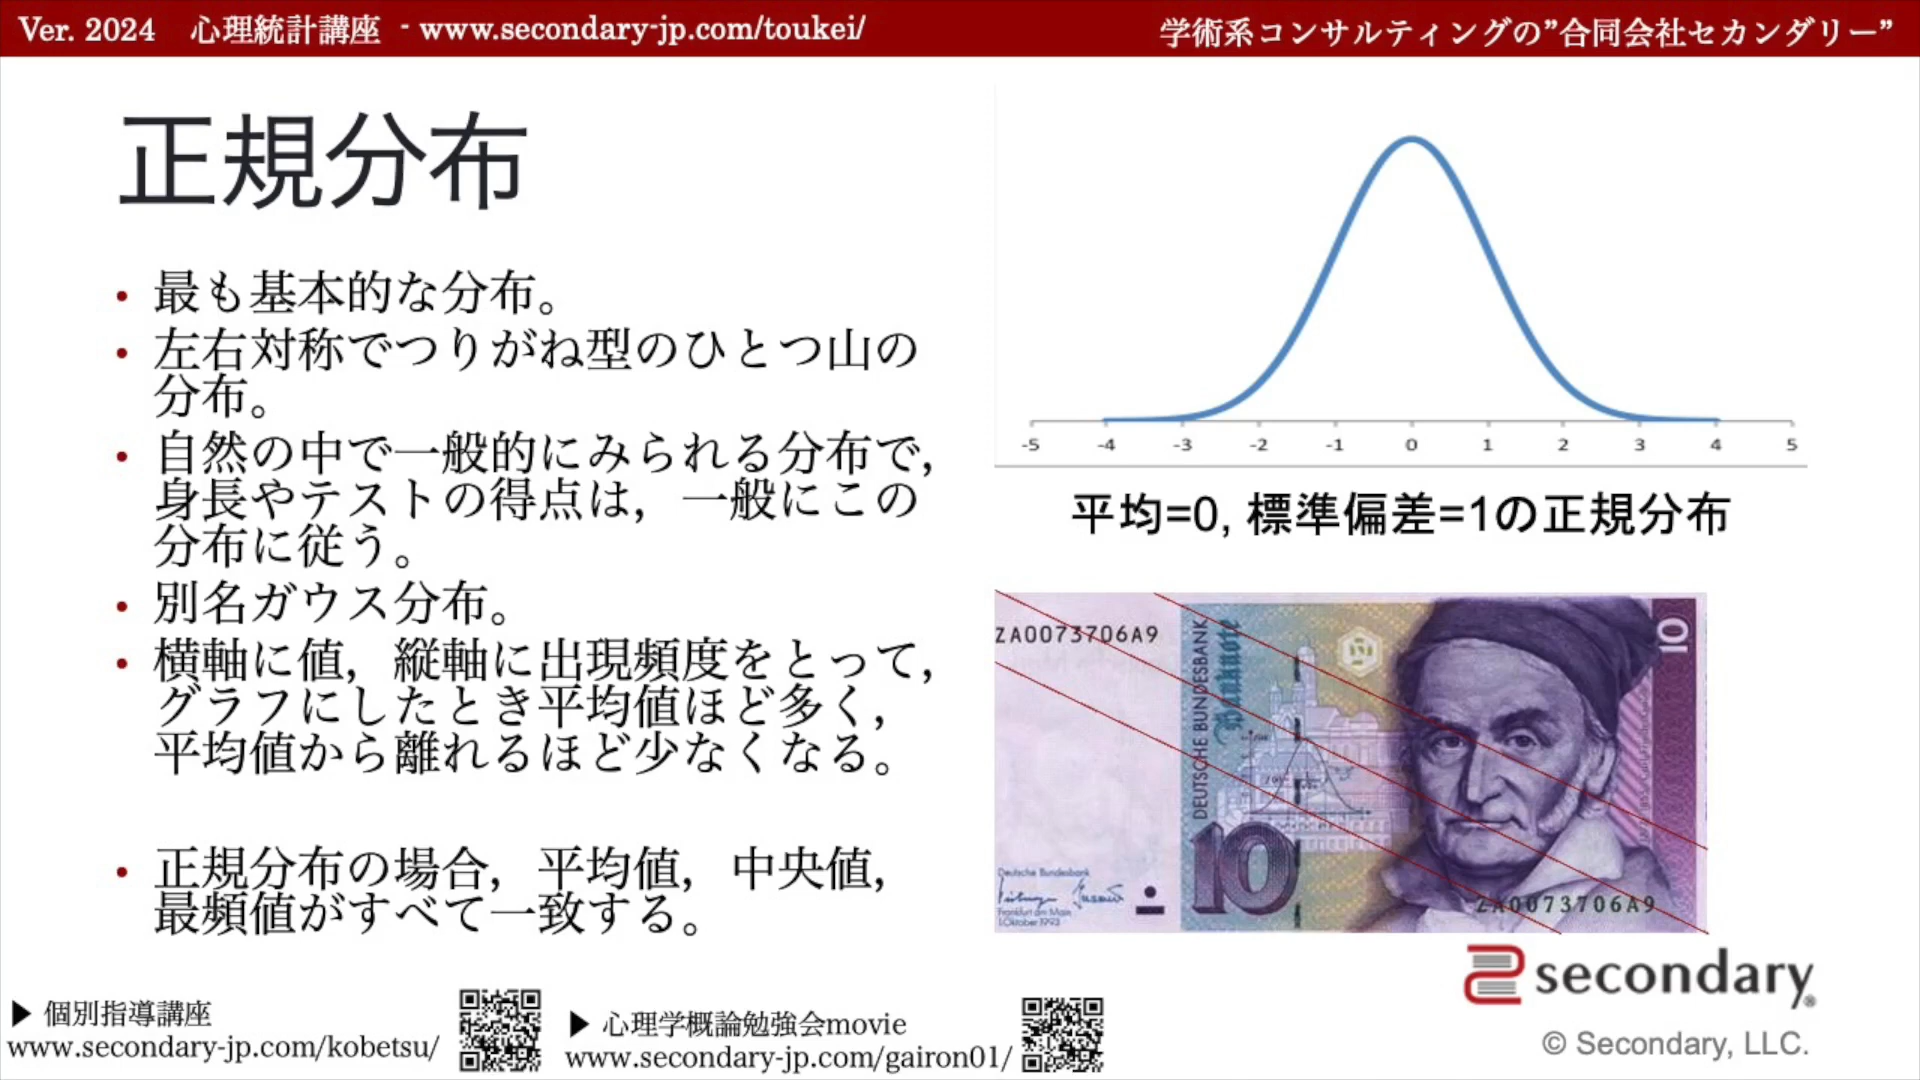 Ver. 2024 心理統計講座 - www.secondary-jp.com/toukei/
学術系コンサルティングの”合同会社セカンダリー”
正規分布
• 最も基本的な分布。
• 左右対称でつりがね型のひとつ山の
分布。
• 自然の中で一般的にみられる分布で,
身長やテストの得点は，一般にこの
分布に従う。
• 別名ガウス分布。
• 横軸に値，縦軸に出現頻度をとって,
グラフにしたとき平均値ほど多く，
平均値から離れるほど少なくなる。
• 正規分布の場合，平均値，中央値，
最頻値がすべて一致する。
-5 -4 -3 -2 -1 0 1 2 3 4 5
平均=0, 標準偏差=1の正規分布
ZA0073706A9
DEUTSCHE BUNDESBANK
Banknote
10
10
Deutsche Bundesbank
Frankfurt am Main
1.Oktober 1993
ZA0073706A9
secondary®
© Secondary, LLC.
▶ 個別指導講座
www.secondary-jp.com/kobetsu/
▶ 心理学概論勉強会movie
www.secondary-jp.com/gairon01/